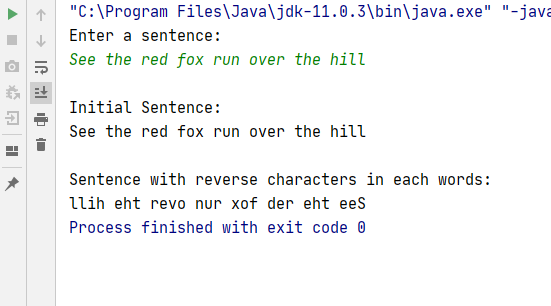 "C:\Program Files\Java\jdk-11.0.3\bin\java.exe" "-java
Enter a sentence:
See the red fox run over the hill
Initial Sentence:
See the red fox run over the hill
Sentence with reverse characters in each words:
llih eht revo nur xof der eht eeS
Process finished with exit code 0